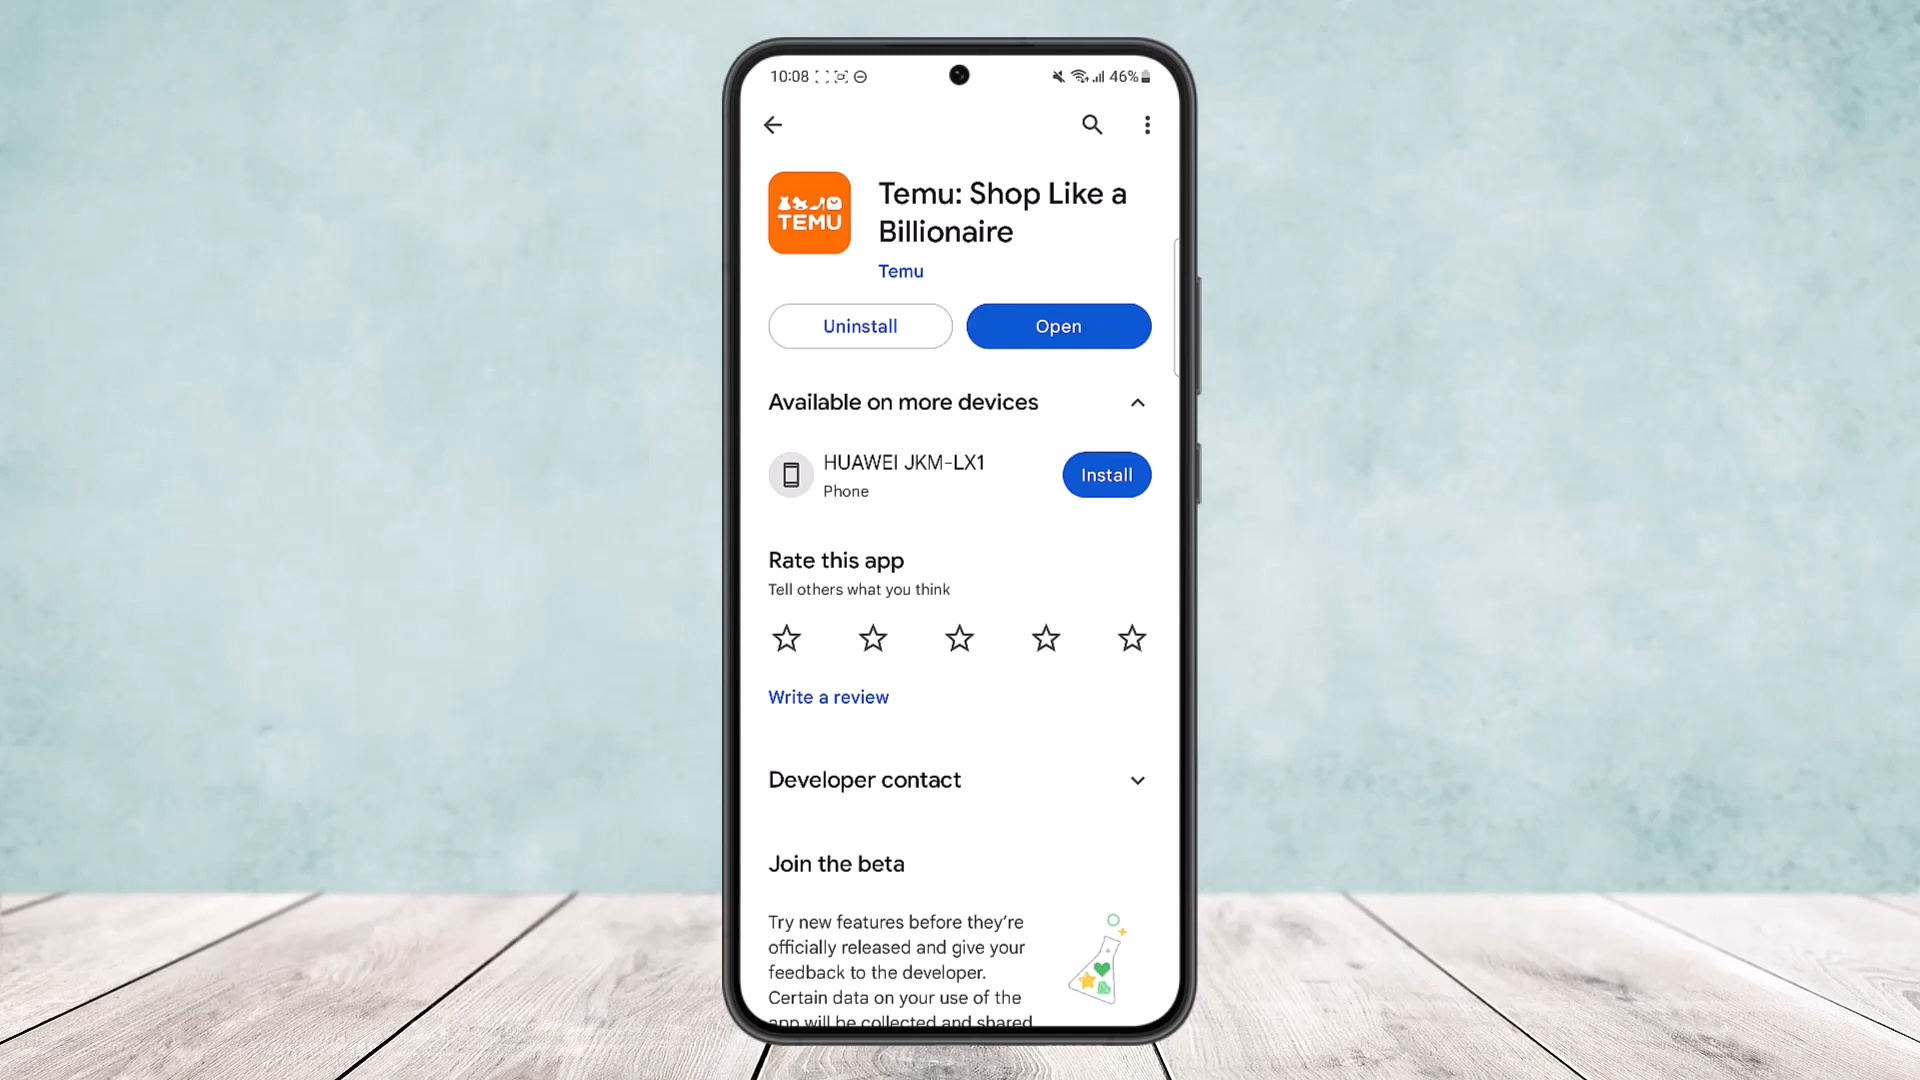 10:08 46%
TEMU
Temu: Shop Like a
Billionaire
Temu
Uninstall Open
Available on more devices
HUAWEI JKM-LX1
Phone
Install
Rate this app
Tell others what you think
Write a review
Developer contact
Join the beta
Try new features before they're
officially released and give your
feedback to the developer.
Certain data on your use of the
app will be collected and shared